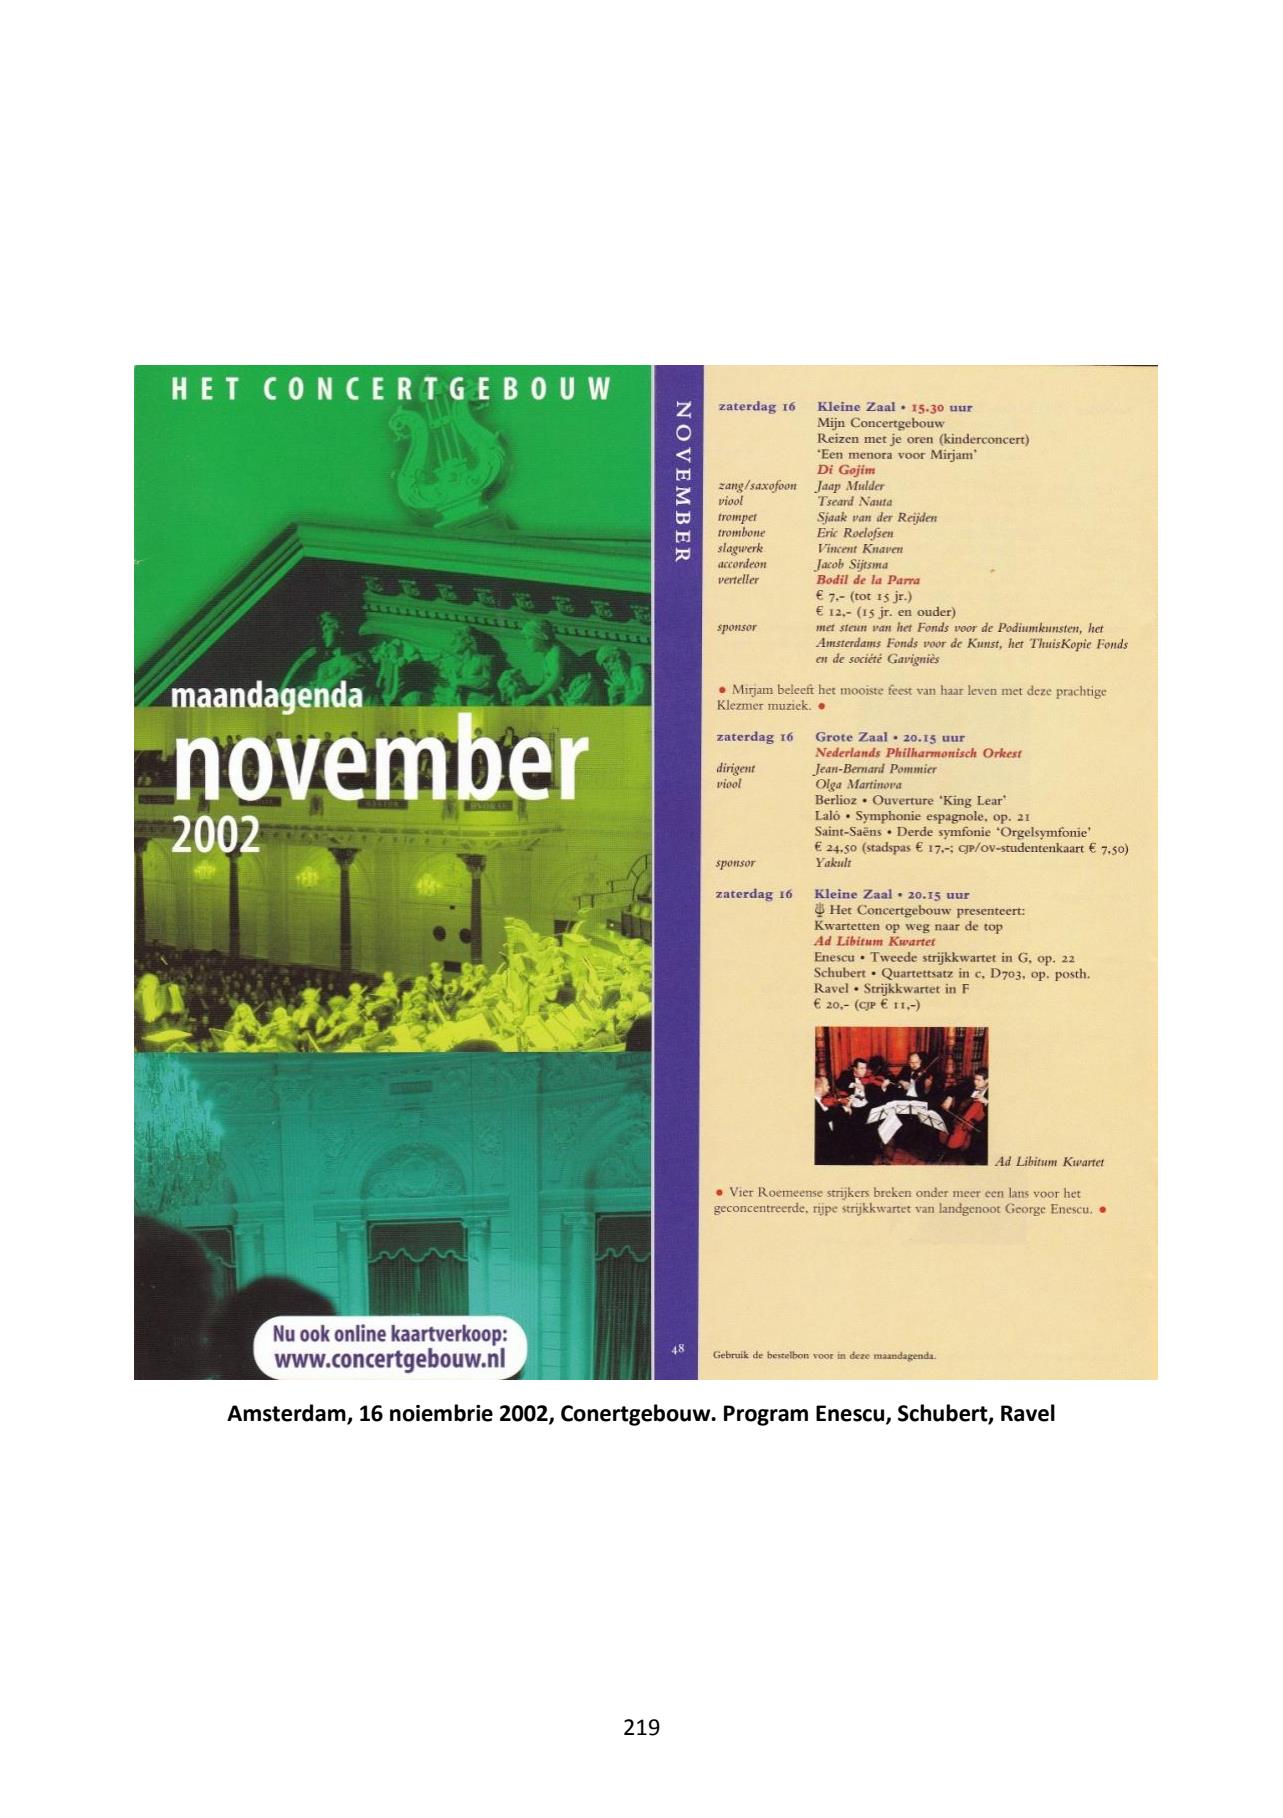 HET CONCERTGEBOUW
maandagenda
november
2002
Nu ook online kaartverkoop:
www.concertgebouw.nl
NOVEMBER
zaterdag 16 Kleine Zaal • 15.30 uur
Mijn Concertgebouw
Reizen met je oren (kinderconcert)
‘Een menora voor Mirjam’
Di Gojim
zang/saxofoon Jaap Mulder
viool Tseard Nauta
trompet Sjaak van der Reijden
trombone Eric Roelofsen
slagwerk Vincent Knaven
accordeon Jacob Sijtsma
verteller Bodil de la Parra
€ 7,- (tot 15 jr.)
€ 12,- (15 jr. en ouder)
sponsor met steun van het Fonds voor de Podiumkunsten, het
Amsterdams Fonds voor de Kunst, het ThuisKopie Fonds
en de société Gavigniès
• Mirjam beleeft het mooiste feest van haar leven met deze prachtige
Klezmer muziek. •
zaterdag 16 Grote Zaal • 20.15 uur
Nederlands Philharmonisch Orkest
dirigent Jean-Bernard Pommier
viool Olga Martinova
Berlioz • Ouverture ‘King Lear’
Laló • Symphonie espagnole, op. 21
Saint-Saëns • Derde symfonie ‘Orgelsymfonie’
€ 24,50 (stadspas € 17,-; CJP/OV-studentenkaart € 7,50)
sponsor Yakult
zaterdag 16 Kleine Zaal • 20.15 uur
Het Concertgebouw presenteert:
Kwartetten op weg naar de top
Ad Libitum Kwartet
Enescu • Tweede strijkkwartet in G, op. 22
Schubert • Quartettsatz in c, D703, op. posth.
Ravel • Strijkkwartet in F
€ 20,- (CJP € 11,-)
Ad Libitum Kwartet
• Vier Roemeense strijkers breken onder meer een lans voor het
geconcentreerde, rijpe strijkkwartet van landgenoot George Enescu. •
48
Gebruik de bestelbon voor in deze maandagenda.
Amsterdam, 16 noiembrie 2002, Conertgebouw. Program Enescu, Schubert, Ravel
219